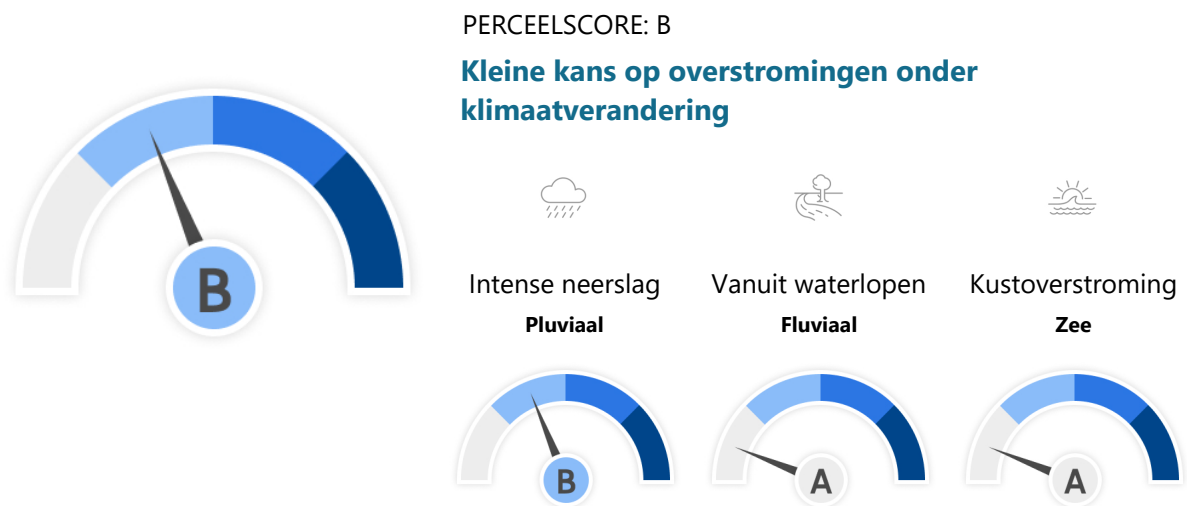 PERCEELSCORE: B
Kleine kans op overstromingen onder
klimaatverandering
B
Intense neerslag
Pluviaal
B
Vanuit waterlopen
Fluviaal
A
Kustoverstroming
Zee
A